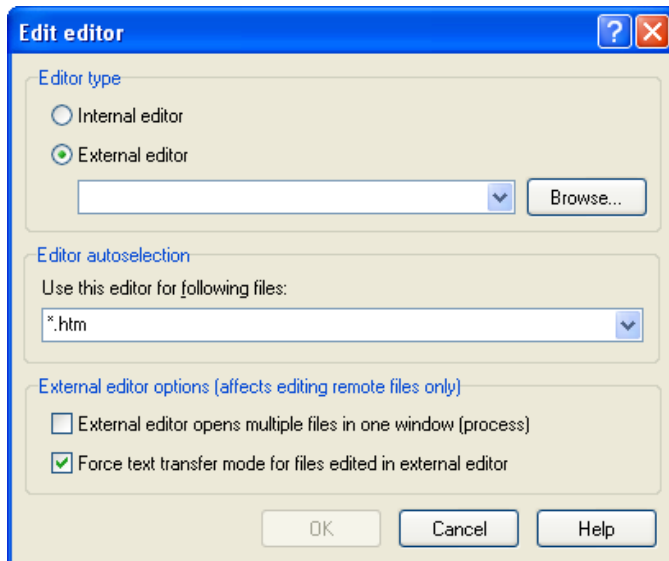 Edit editor
Editor type
Internal editor
External editor
Browse...
Editor autoselection
Use this editor for following files:
*.htm
External editor options (affects editing remote files only)
External editor opens multiple files in one window (process)
Force text transfer mode for files edited in external editor
OK Cancel Help